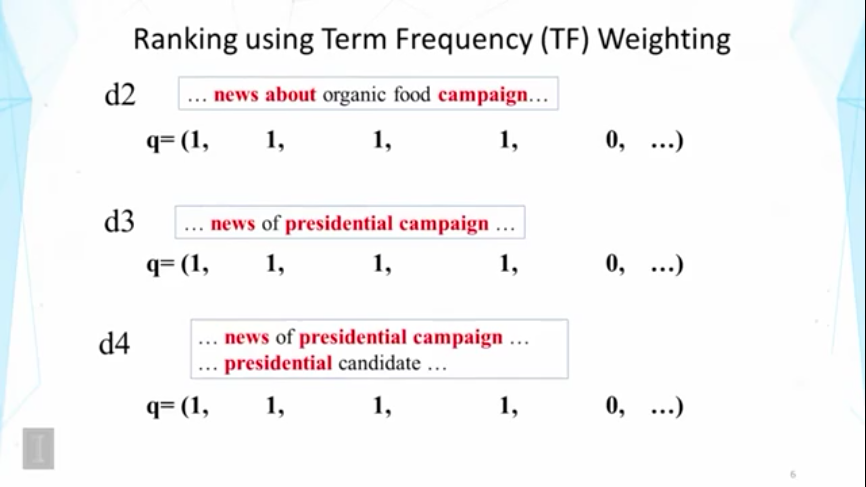 Ranking using Term Frequency (TF) Weighting
d2 … news about organic food campaign…
q= (1, 1, 1, 1, 0, …)
d3 … news of presidential campaign …
q= (1, 1, 1, 1, 0, …)
d4 … news of presidential campaign …
… presidential candidate …
q= (1, 1, 1, 1, 0, …)
I
6